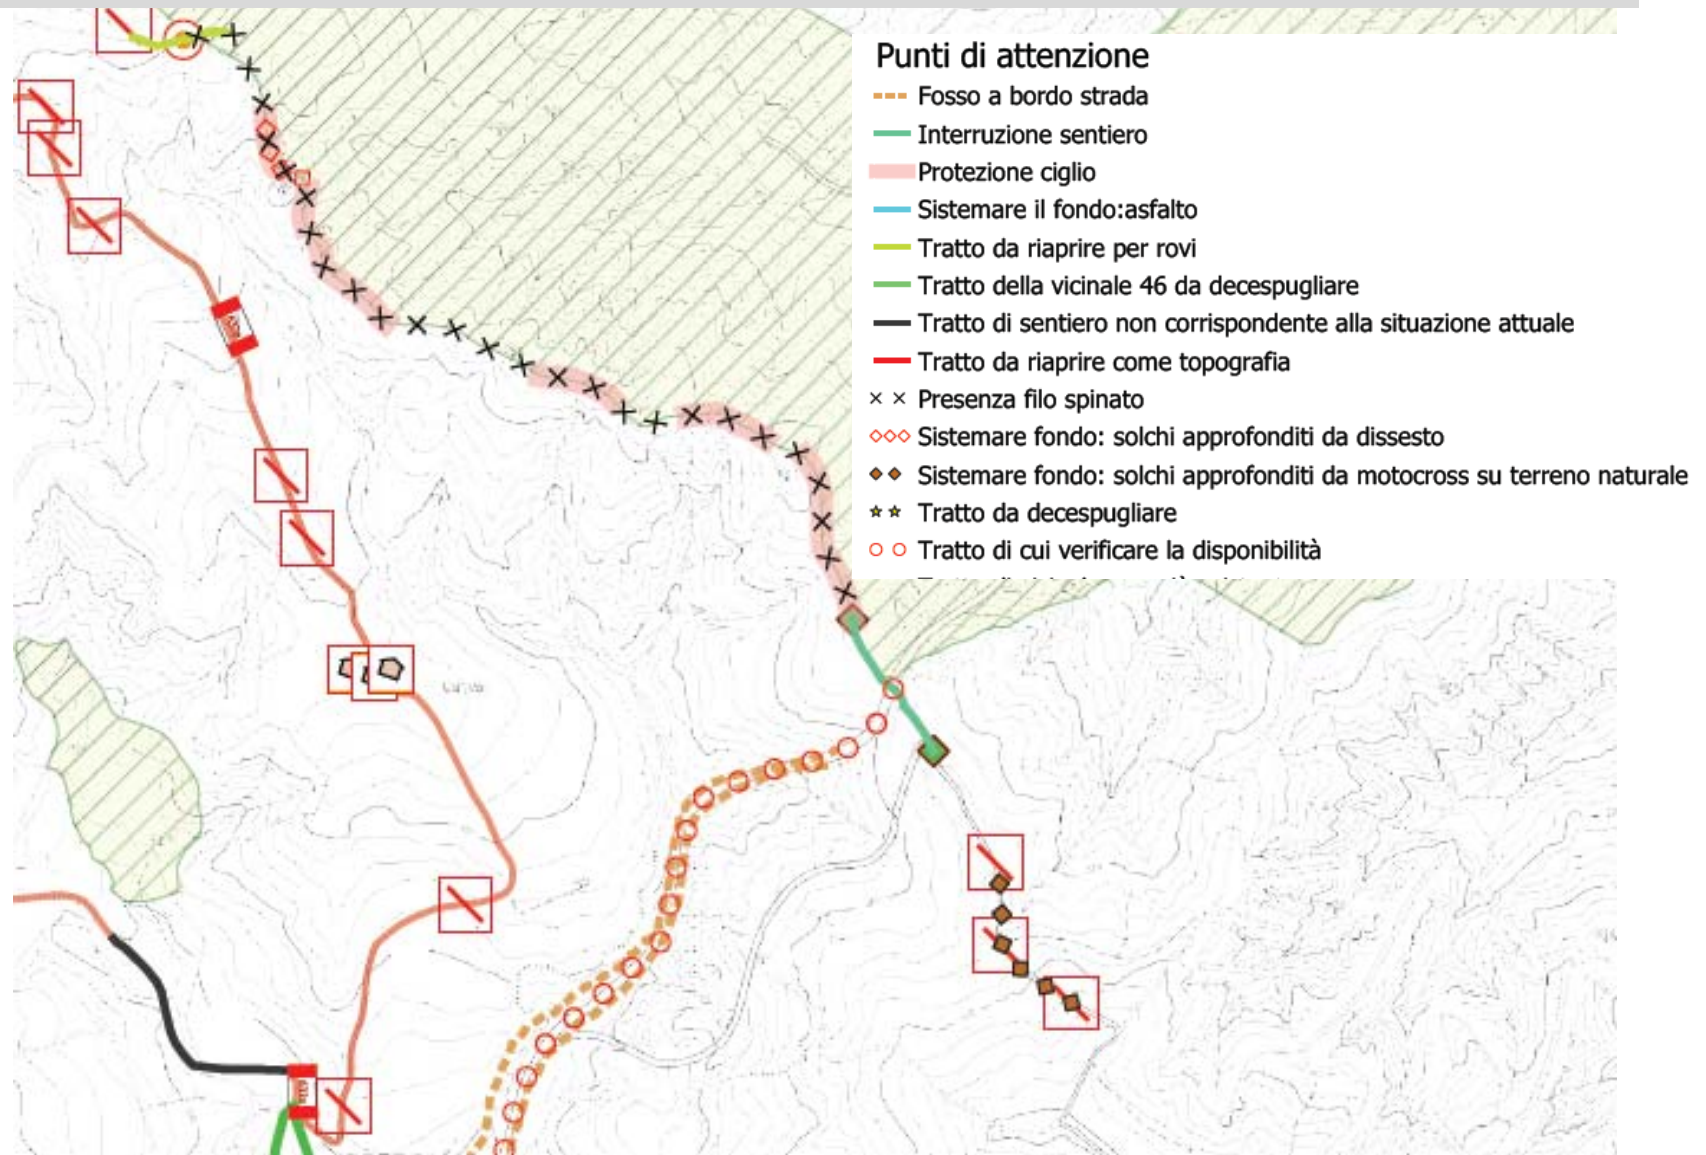 Punti di attenzione
Fosso a bordo strada
Interruzione sentiero
Protezione ciglio
Sistemare il fondo:asfalto
Tratto da riaprire per rovi
Tratto della vicinale 46 da decespugliare
Tratto di sentiero non corrispondente alla situazione attuale
Tratto da riaprire come topografia
Presenza filo spinato
Sistemare fondo: solchi approfonditi da dissesto
Sistemare fondo: solchi approfonditi da motocross su terreno naturale
Tratto da decespugliare
Tratto di cui verificare la disponibilità